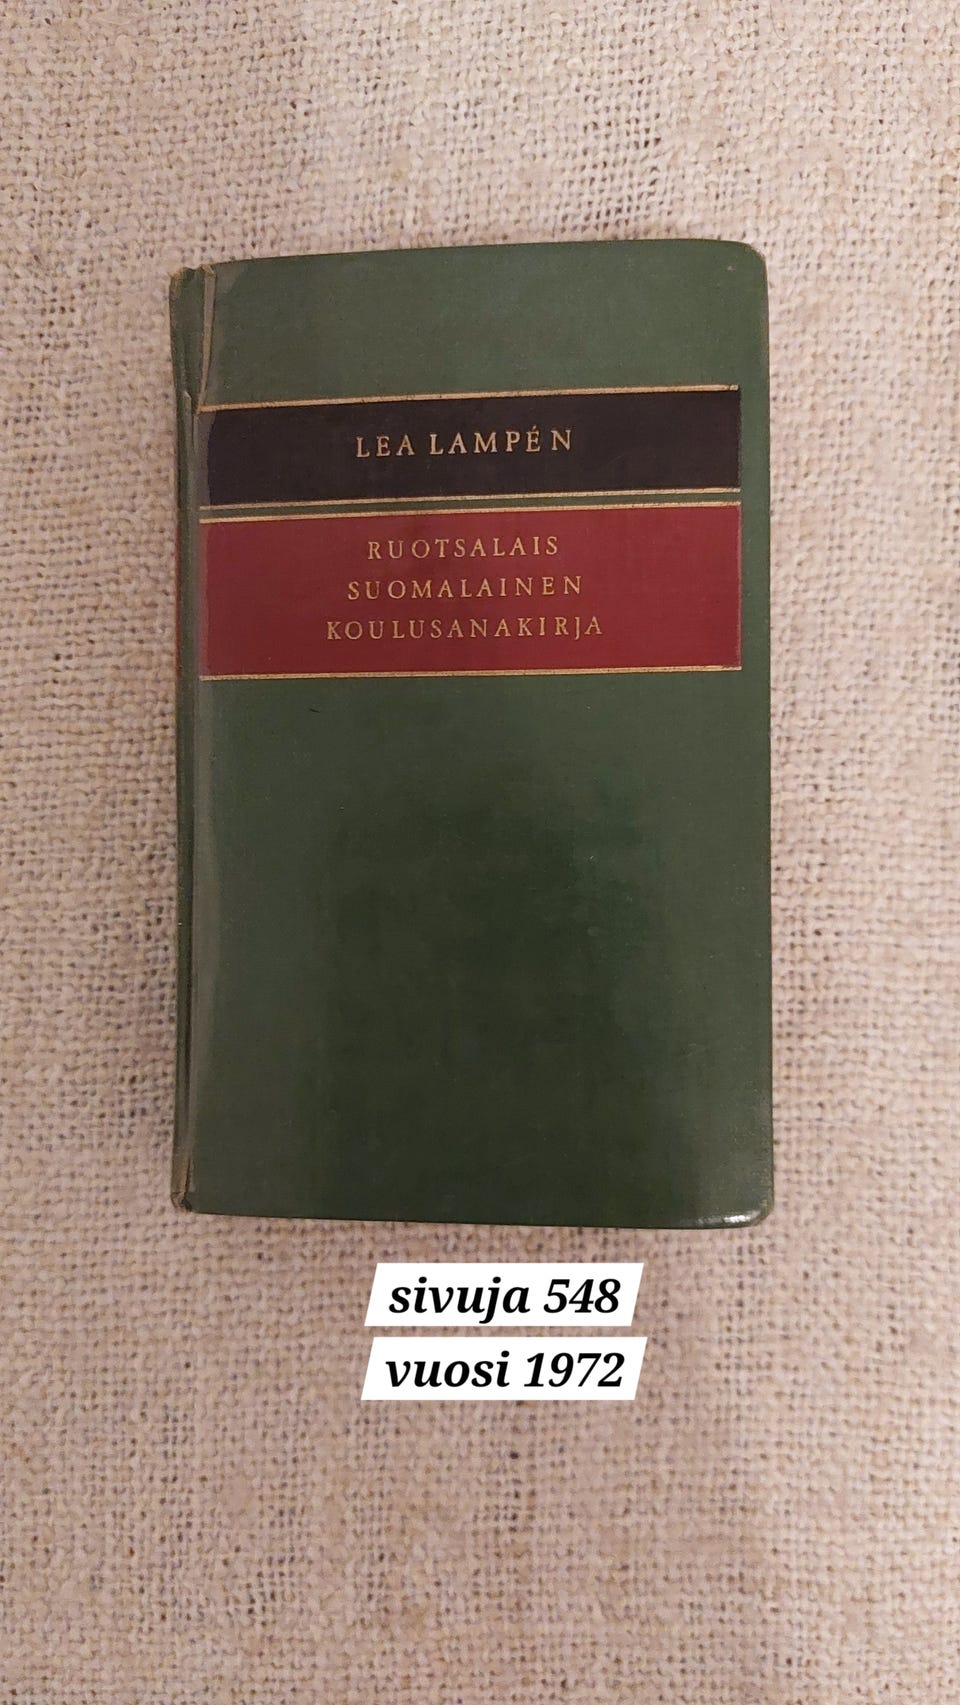 LEA LAMPÉN
RUOTSALAIS
SUOMALAINEN
KOULUSANAKIRJA
sivuja 548
vuosi 1972